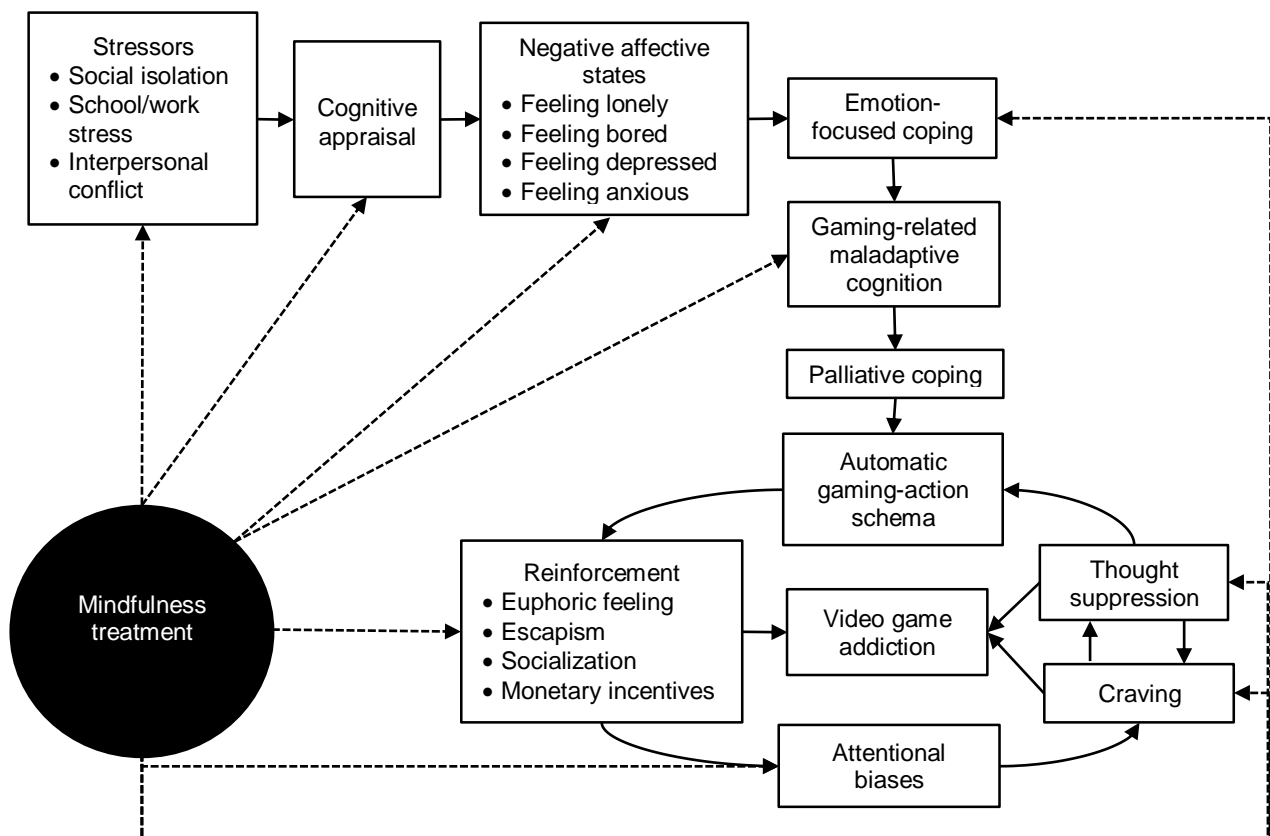 Stressors
• Social isolation
• School/work
stress
• Interpersonal
conflict
Cognitive
appraisal
Negative affective
states
• Feeling lonely
• Feeling bored
• Feeling depressed
• Feeling anxious
Emotion-
focused coping
Gaming-related
maladaptive
cognition
Palliative coping
Automatic
gaming-action
schema
Mindfulness
treatment
Reinforcement
• Euphoric feeling
• Escapism
• Socialization
• Monetary incentives
Video game
addiction
Thought
suppression
Craving
Attentional
biases